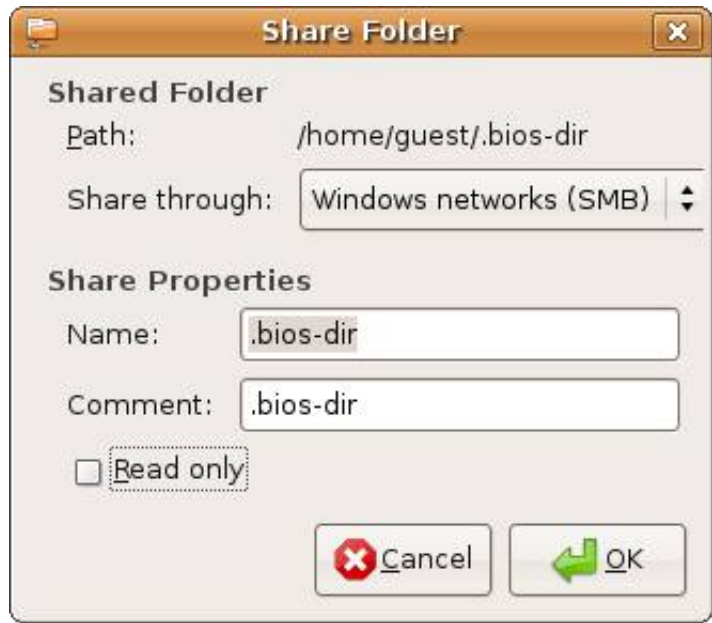 Share Folder
Shared Folder
Path: /home/guest/.bios-dir
Share through: Windows networks (SMB)
Share Properties
Name: .bios-dir
Comment: .bios-dir
Read only
Cancel OK